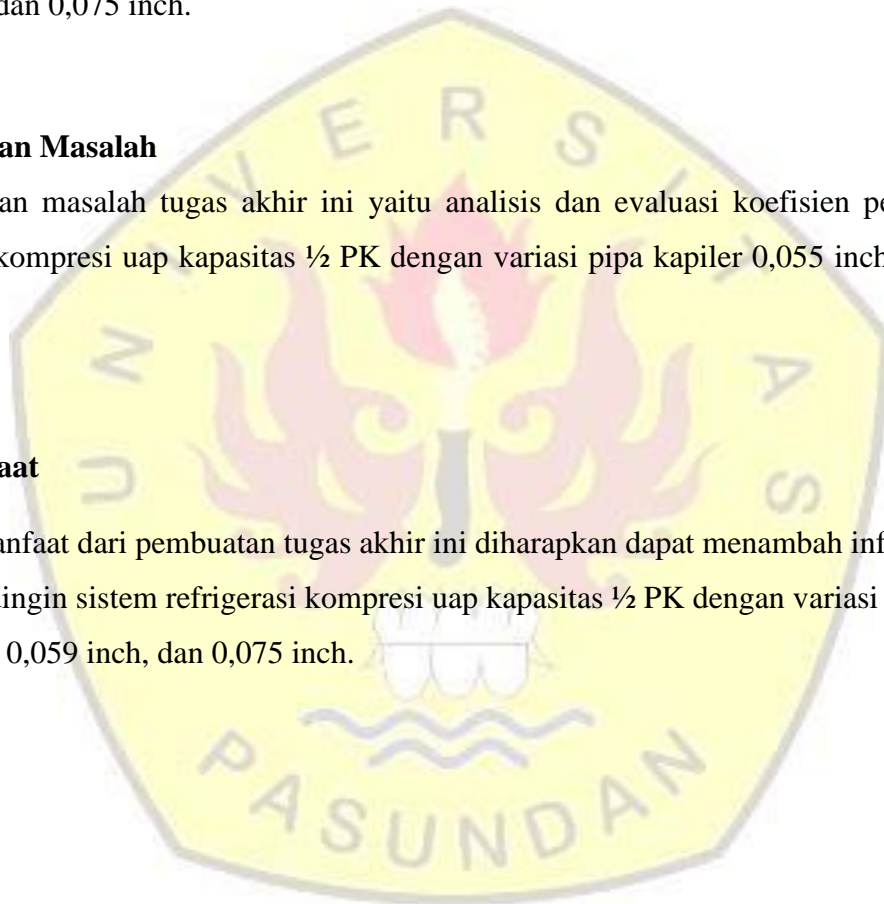 dan 0,075 inch.
an Masalah
an masalah tugas akhir ini yaitu analisis dan evaluasi koefisien pe
kompresi uap kapasitas ½ PK dengan variasi pipa kapiler 0,055 inch
aat
anfaat dari pembuatan tugas akhir ini diharapkan dapat menambah inf
ingin sistem refrigerasi kompresi uap kapasitas ½ PK dengan variasi
0,059 inch, dan 0,075 inch.
UNIVERSITAS
PASUNDAN